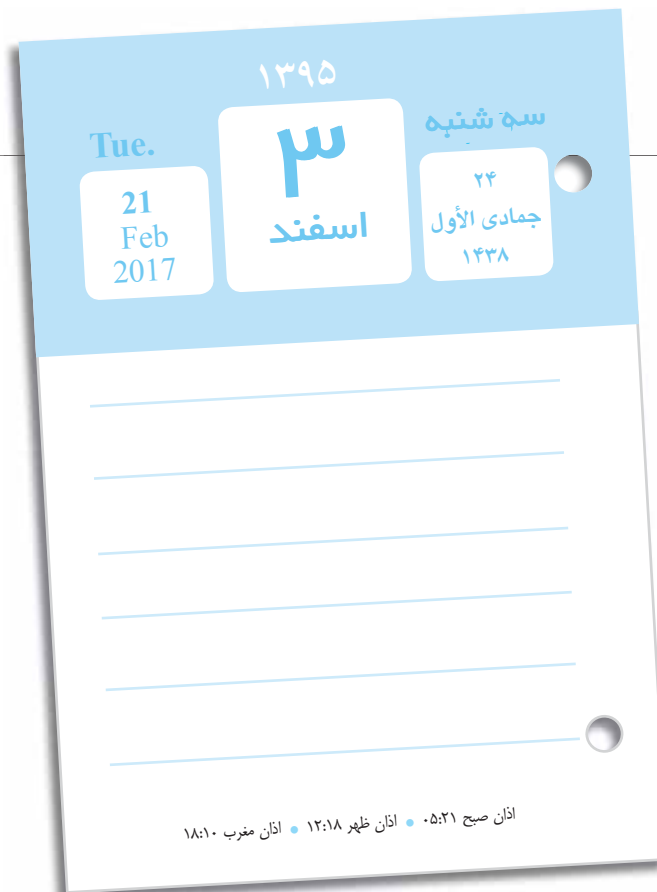 ۱۳۹۵
سه شنبه
۲۴
جمادی الأول
۱۴۳۸
۳
اسفند
Tue.
21
Feb
2017
اذان صبح ۰۵:۲۱ • اذان ظهر ۱۲:۱۸ • اذان مغرب ۱۸:۱۰